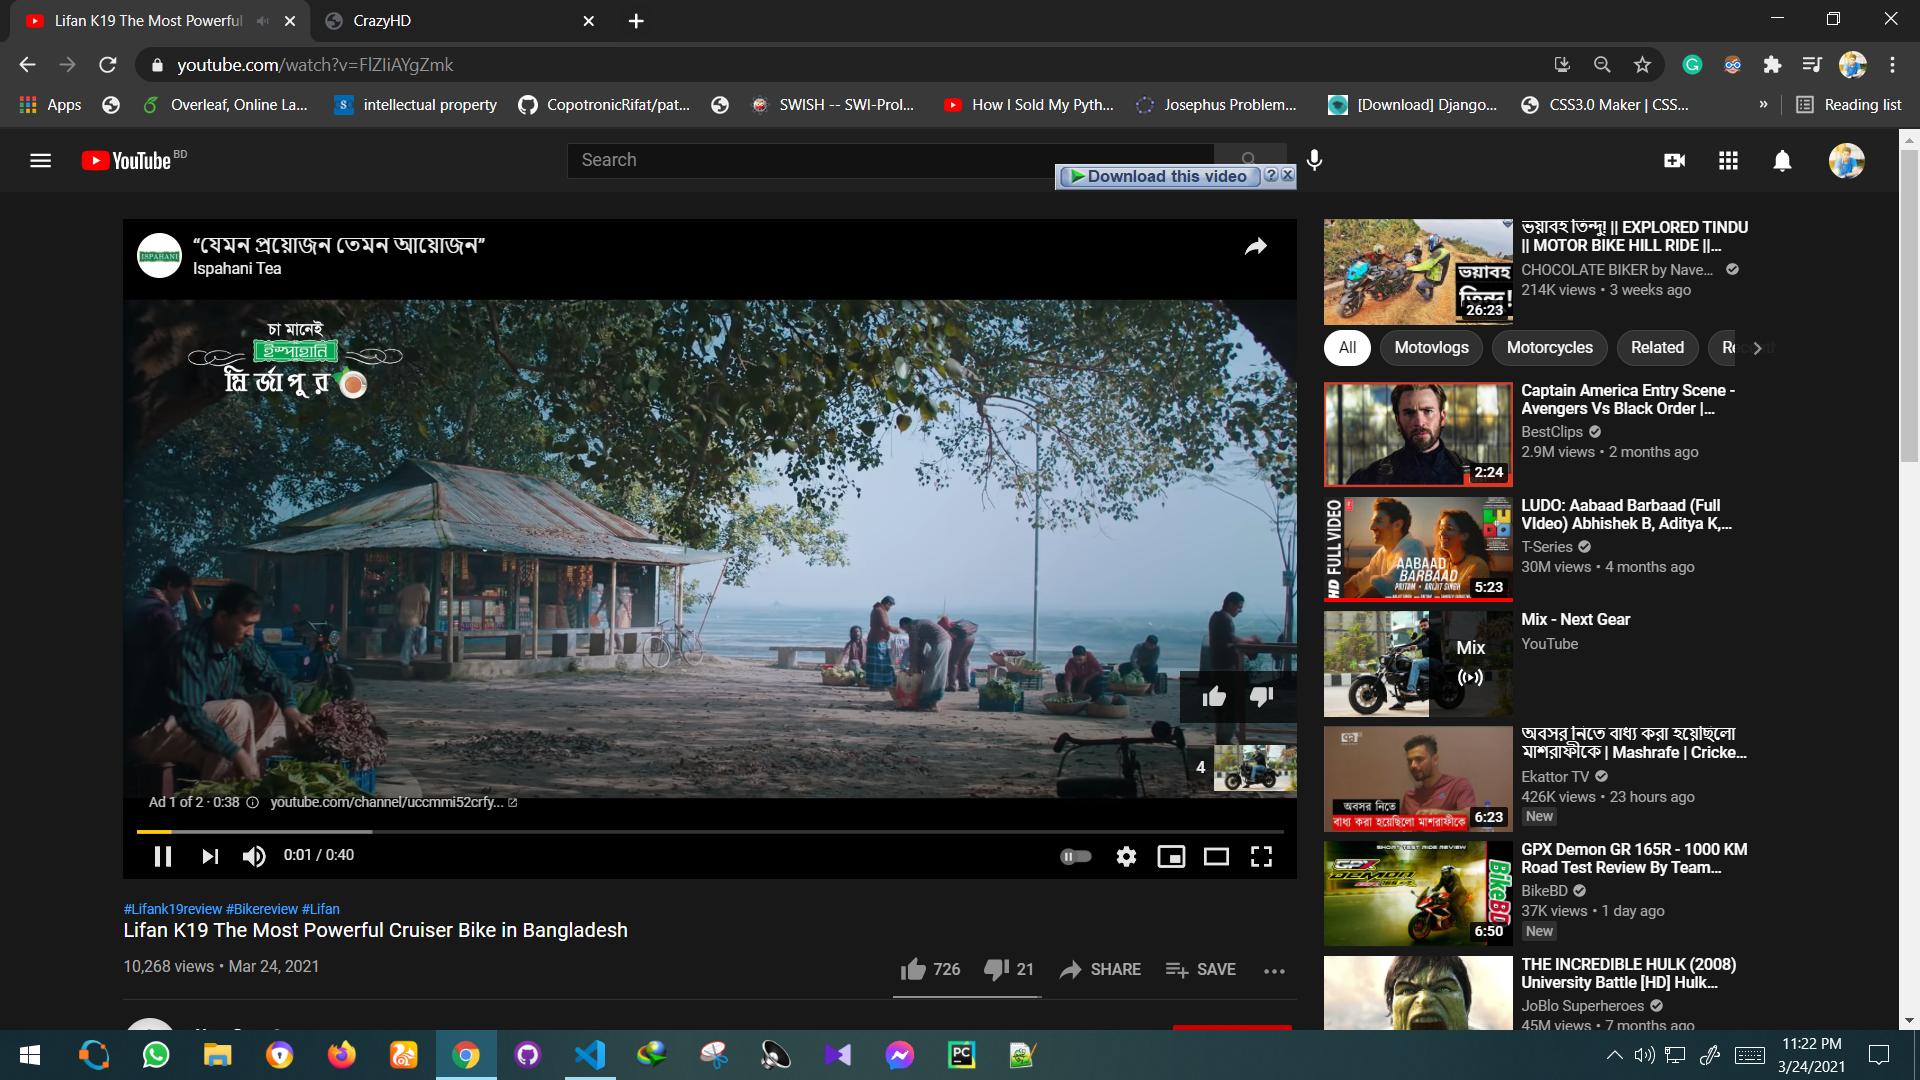 Lifan K19 The Most Powerful
CrazyHD
youtube.com/watch?v=FlZIiAYgZmk
Apps
Overleaf, Online La...
intellectual property
CopotronicRifat/pat...
SWISH -- SWI-Prol...
How I Sold My Pyth...
Josephus Problem...
[Download] Django...
CSS3.0 Maker | CSS...
»
Reading list
YouTube BD
Search
Download this video
“যেমন প্রয়োজন তেমন আয়োজন”
Ispahani Tea
ISPAHANI
চা মানেই
ইস্পাহানি
মির্জাপুর
4
Ad 1 of 2 · 0:38
youtube.com/channel/uccmmi52crfy...
0:01 / 0:40
#Lifank19review #Bikereview #Lifan
Lifan K19 The Most Powerful Cruiser Bike in Bangladesh
10,268 views • Mar 24, 2021
726
21
SHARE
SAVE
ভয়াবহ
তিন্দু!
26:23
ভয়াবহ তিন্দু! || EXPLORED TINDU
|| MOTOR BIKE HILL RIDE ||...
CHOCOLATE BIKER by Nave...
214K views • 3 weeks ago
All
Motovlogs
Motorcycles
Related
2:24
Captain America Entry Scene -
Avengers Vs Black Order |...
BestClips
2.9M views • 2 months ago
HD FULL VIDEO
AABAAD
BARBAAD
PRITAM • ARIJIT SINGH
5:23
LUDO: Aabaad Barbaad (Full
VIdeo) Abhishek B, Aditya K,...
T-Series
30M views • 4 months ago
Mix
Mix - Next Gear
YouTube
অবসর নিতে
বাধ্য করা হয়েছিলো মাশরাফীকে
6:23
অবসর নিতে বাধ্য করা হয়েছিলো
মাশরাফীকে | Mashrafe | Cricke...
Ekattor TV
426K views • 23 hours ago
New
SHORT TEST RIDE REVIEW
GPX
DEMON
BikeBD
6:50
GPX Demon GR 165R - 1000 KM
Road Test Review By Team...
BikeBD
37K views • 1 day ago
New
THE INCREDIBLE HULK (2008)
University Battle [HD] Hulk...
JoBlo Superheroes
45M views • 7 months ago
11:22 PM
3/24/2021